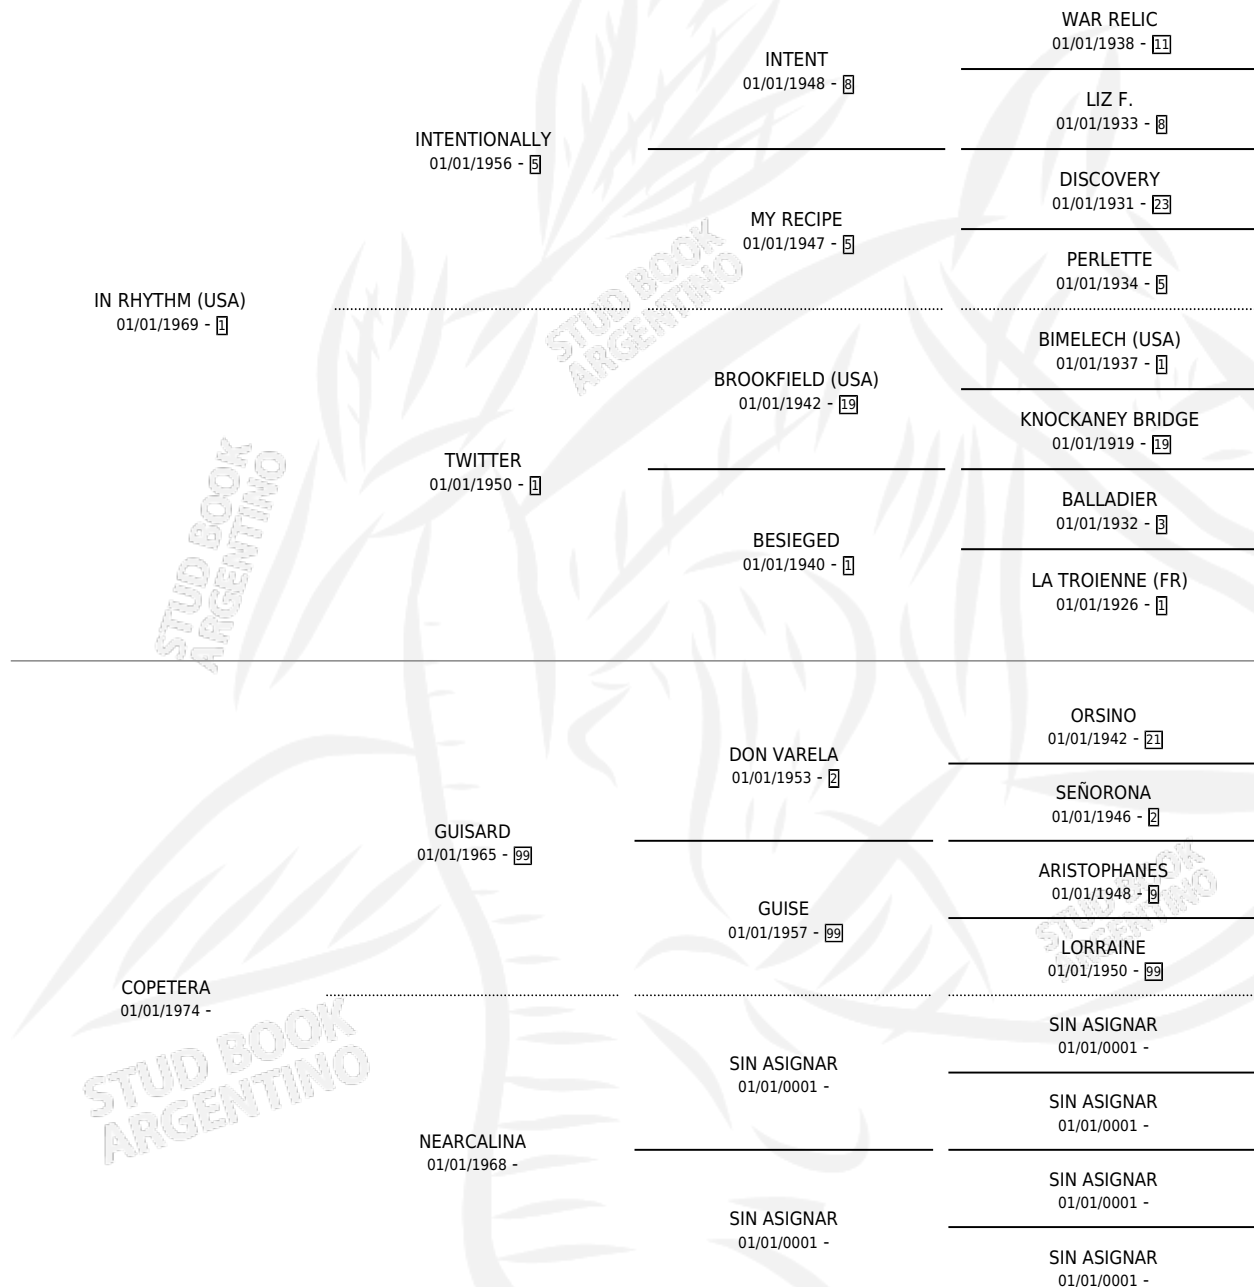 WAR RELIC
01/01/1938 - 11
INTENT
01/01/1948 - 8
LIZ F.
01/01/1933 - 8
INTENTIONALLY
01/01/1956 - 5
DISCOVERY
01/01/1931 - 23
MY RECIPE
01/01/1947 - 5
PERLETTE
01/01/1934 - 5
IN RHYTHM (USA)
01/01/1969 - 1
BIMELECH (USA)
01/01/1937 - 1
BROOKFIELD (USA)
01/01/1942 - 19
KNOCKANEY BRIDGE
01/01/1919 - 19
TWITTER
01/01/1950 - 1
BALLADIER
01/01/1932 - 3
BESIEGED
01/01/1940 - 1
LA TROIENNE (FR)
01/01/1926 - 1
ORSINO
01/01/1942 - 21
DON VARELA
01/01/1953 - 2
SEÑORONA
01/01/1946 - 2
GUISARD
01/01/1965 - 99
ARISTOPHANES
01/01/1948 - 9
GUISE
01/01/1957 - 99
LORRAINE
01/01/1950 - 99
COPETERA
01/01/1974 -
SIN ASIGNAR
01/01/0001 -
SIN ASIGNAR
01/01/0001 -
SIN ASIGNAR
01/01/0001 -
NEARCALINA
01/01/1968 -
SIN ASIGNAR
01/01/0001 -
SIN ASIGNAR
01/01/0001 -
SIN ASIGNAR
01/01/0001 -
STUD BOOK
ARGENTINO
STUD BOOK
ARGENTINO
STUD BOOK
ARGENTINO
STUD BOOK
ARGENTINO